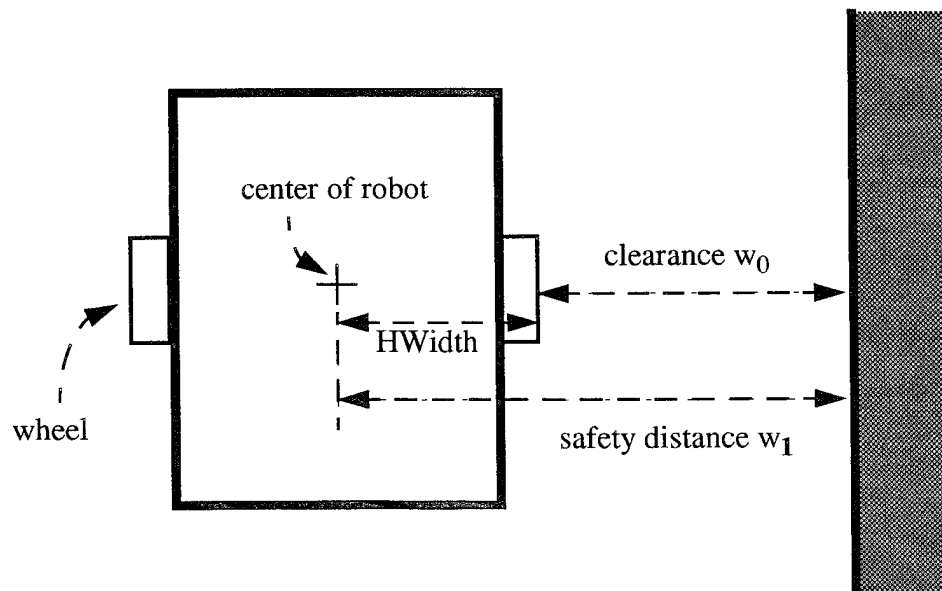 center of robot
clearance w0
HWidth
wheel
safety distance w1